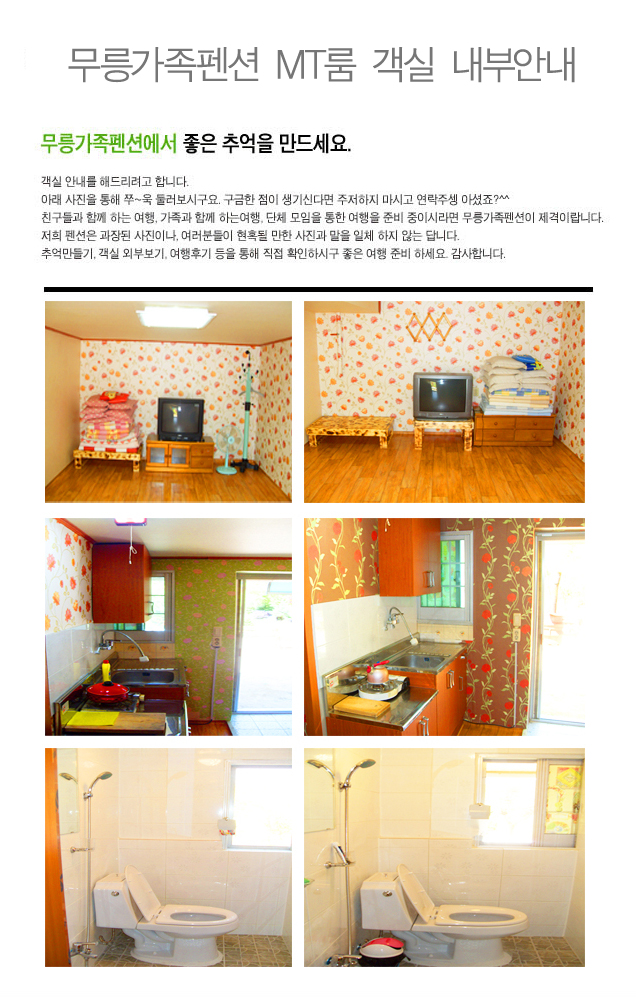 무릉가족펜션 MT룸 객실 내부안내
무릉가족펜션에서 좋은 추억을 만드세요.
객실 안내를 해드리려고 합니다.
아래 사진을 통해 쭈~욱 둘러보시구요. 구금한 점이 생기신다면 주저하지 마시고 연락주셍 아셨죠?^^
친구들과 함께 하는 여행, 가족과 함께 하는여행, 단체 모임을 통한 여행을 준비 중이시라면 무릉가족펜션이 제격이랍니다.
저희 펜션은 과장된 사진이나, 여러분들이 현혹될 만한 사진과 말을 일체 하지 않는 답니다.
추억만들기, 객실 외부보기, 여행후기 등을 통해 직접 확인하시구 좋은 여행 준비 하세요. 감사합니다.